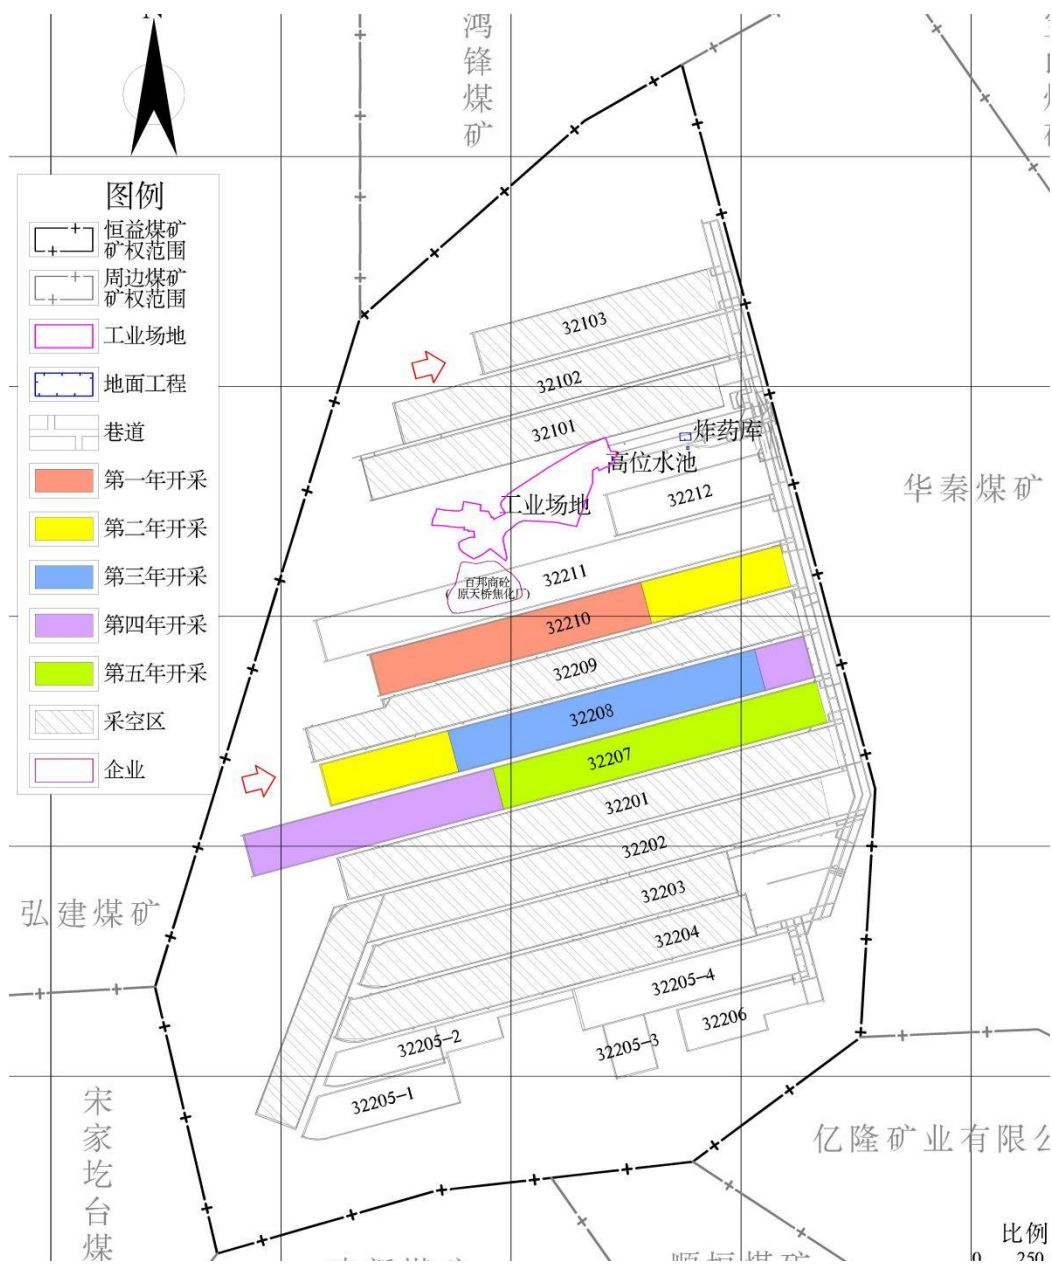 N
鸿锋煤矿
图例
恒益煤矿
矿权范围
周边煤矿
矿权范围
工业场地
地面工程
巷道
第一年开采
第二年开采
第三年开采
第四年开采
第五年开采
采空区
企业
32103
32102
32101
炸药库
高位水池
32212
工业场地
华秦煤矿
32211
百邦商砼
(原天桥焦化厂)
32210
32209
32208
32207
32201
32202
32203
弘建煤矿
32204
32205-4
32206
32205-2
32205-3
32205-1
宋家圪台煤
亿隆矿业有限公
比例
0 250
顺恒煤矿